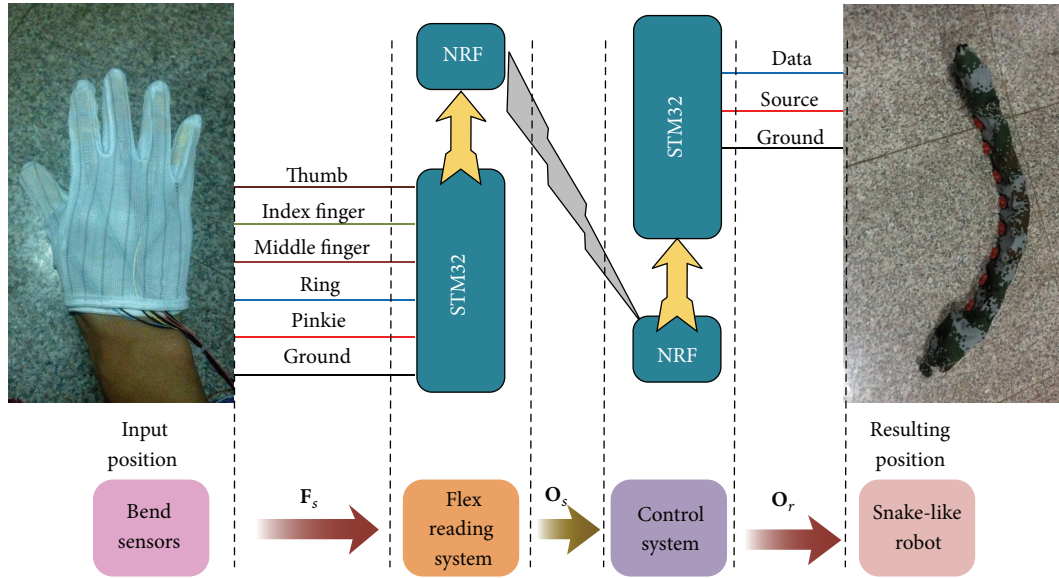 NRF
STM32
Thumb
Index finger
Middle finger
Ring
Pinkie
Ground
STM32
NRF
Data
Source
Ground
Input
position
Resulting
position
Bend
sensors
F_s
Flex
reading
system
O_s
Control
system
O_r
Snake-like
robot